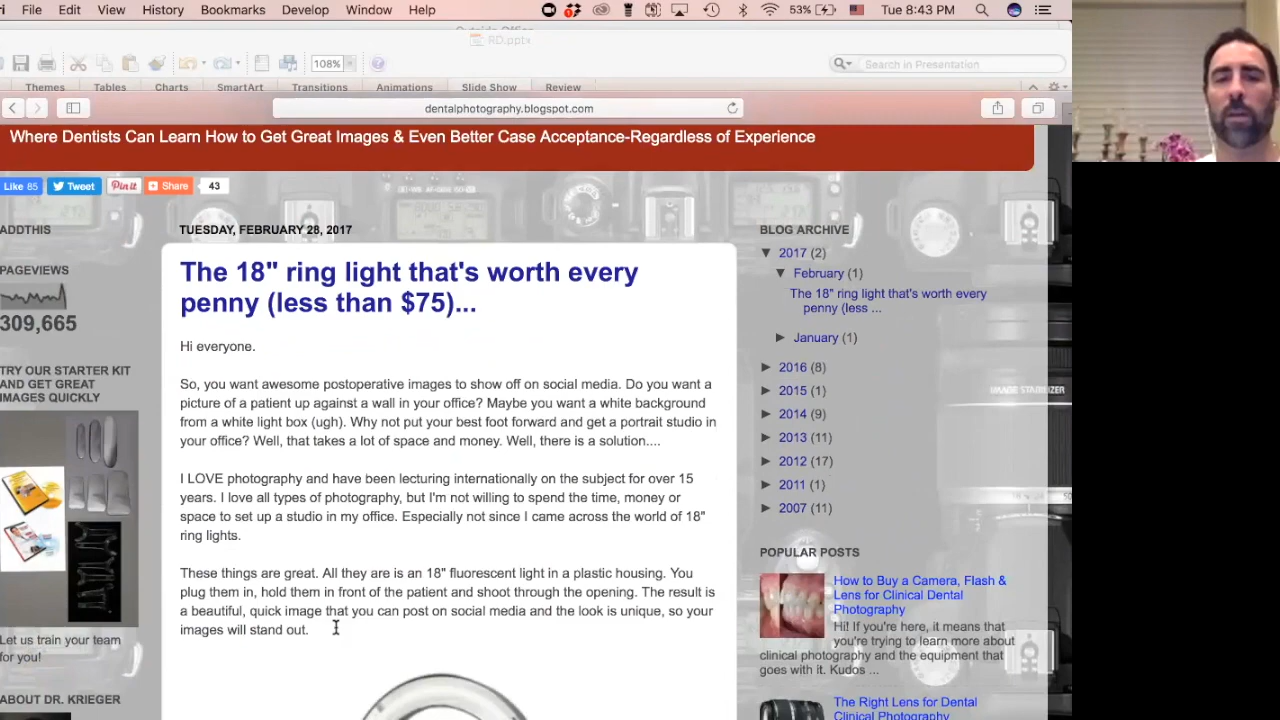 ri File Edit View History Bookmarks Develop Window Help 53% Tue 8:43 PM
RD.pptx
108% Search in Presentation
Themes Tables Charts SmartArt Transitions Animations Slide Show Review
dentalphotography.blogspot.com
Where Dentists Can Learn How to Get Great Images & Even Better Case Acceptance-Regardless of Experience
Like 85 Tweet Pin it Share 43
ADDTHIS
PAGEVIEWS
309,665
TRY OUR STARTER KIT
AND GET GREAT
IMAGES QUICKLY
Let us train your team
for you!
ABOUT DR. KRIEGER
TUESDAY, FEBRUARY 28, 2017
The 18" ring light that's worth every
penny (less than $75)...
Hi everyone.
So, you want awesome postoperative images to show off on social media. Do you want a
picture of a patient up against a wall in your office? Maybe you want a white background
from a white light box (ugh). Why not put your best foot forward and get a portrait studio in
your office? Well, that takes a lot of space and money. Well, there is a solution....
I LOVE photography and have been lecturing internationally on the subject for over 15
years. I love all types of photography, but I'm not willing to spend the time, money or
space to set up a studio in my office. Especially not since I came across the world of 18"
ring lights.
These things are great. All they are is an 18" fluorescent light in a plastic housing. You
plug them in, hold them in front of the patient and shoot through the opening. The result is
a beautiful, quick image that you can post on social media and the look is unique, so your
images will stand out.
BLOG ARCHIVE
▼ 2017 (2)
▼ February (1)
The 18" ring light that's worth every
penny (less ...
► January (1)
► 2016 (8)
► 2015 (1)
► 2014 (9)
► 2013 (11)
► 2012 (17)
► 2011 (1)
► 2007 (11)
IMAGE STABILIZER
POPULAR POSTS
How to Buy a Camera, Flash &
Lens for Clinical Dental
Photography
Hi! If you're here, it means that
you're trying to learn more about
clinical photography and the equipment that
goes with it. Kudos ...
The Right Lens for Dental
Clinical Photography